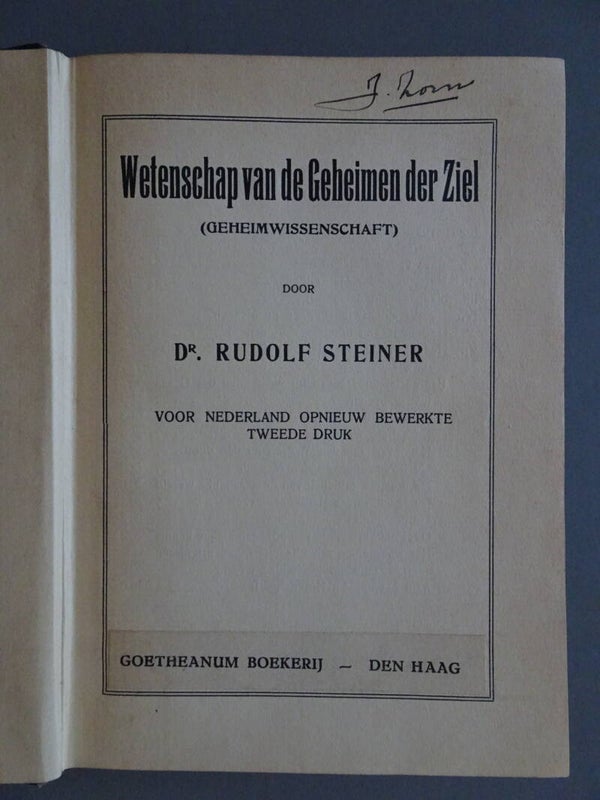 J. Zorn
Wetenschap van de Geheimen der Ziel
(GEHEIMWISSENSCHAFT)
DOOR
Dr. RUDOLF STEINER
VOOR NEDERLAND OPNIEUW BEWERKTE
TWEEDE DRUK
GOETHEANUM BOEKERIJ — DEN HAAG